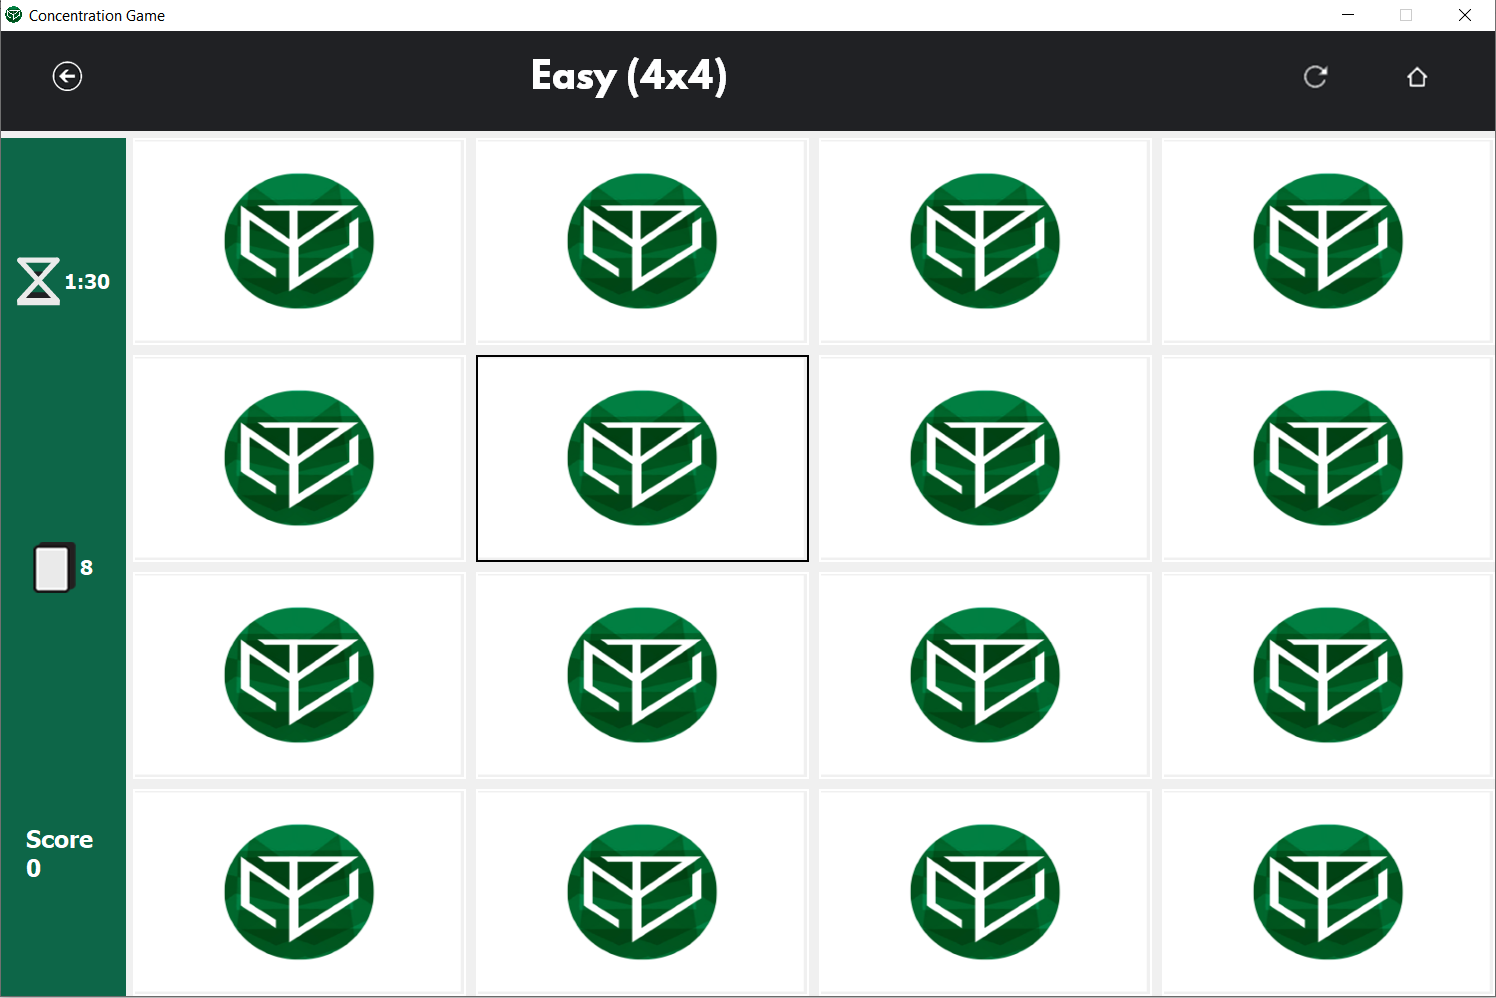 Concentration Game
Easy (4x4)
1:30
8
Score
0